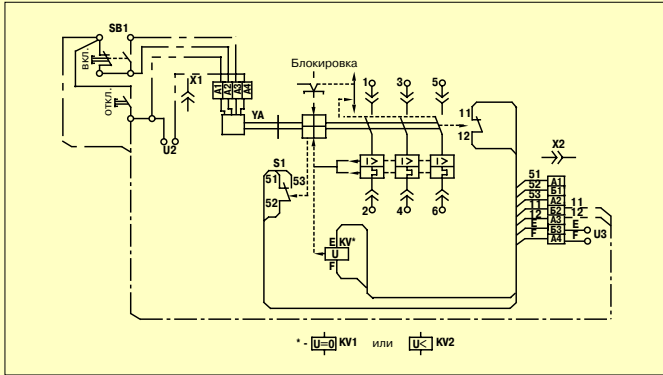 SB1
вкл.
откл.
X1
A1
A2
A3
A4
U2
YA
Блокировка
1
3
5
11
12
I>
I>
I>
2
4
6
S1
51
53
52
E KV*
U
F
X2
51
52
53
11
12
E
F
A1
Б1
A2
Б2
A3
Б3
A4
11
12
E
F
U3
* - U=0 KV1 или U< KV2